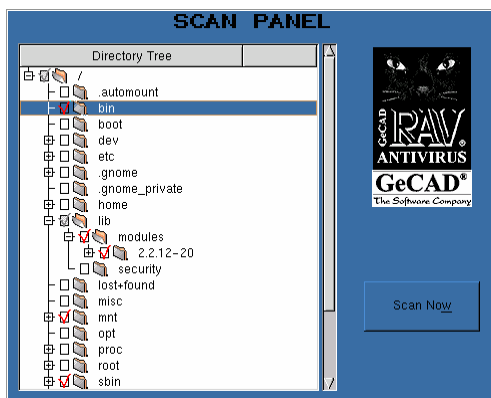 SCAN PANEL
Directory Tree
/
.automount
bin
boot
dev
etc
.gnome
.gnome_private
home
lib
modules
2.2.12-20
security
lost+found
misc
mnt
opt
proc
root
sbin
GeCAD
RAV
ANTIVIRUS
GeCAD®
The Software Company
Scan Now